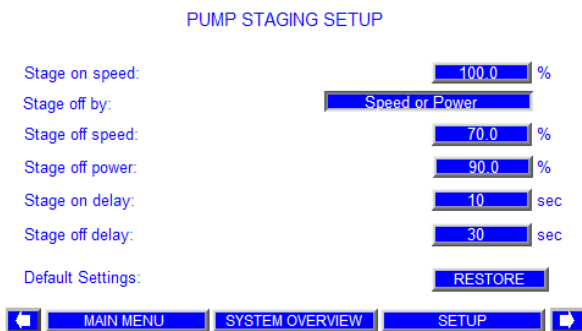 PUMP STAGING SETUP
Stage on speed: 100.0 %
Stage off by: Speed or Power
Stage off speed: 70.0 %
Stage off power: 90.0 %
Stage on delay: 10 sec
Stage off delay: 30 sec
Default Settings: RESTORE
MAIN MENU SYSTEM OVERVIEW SETUP